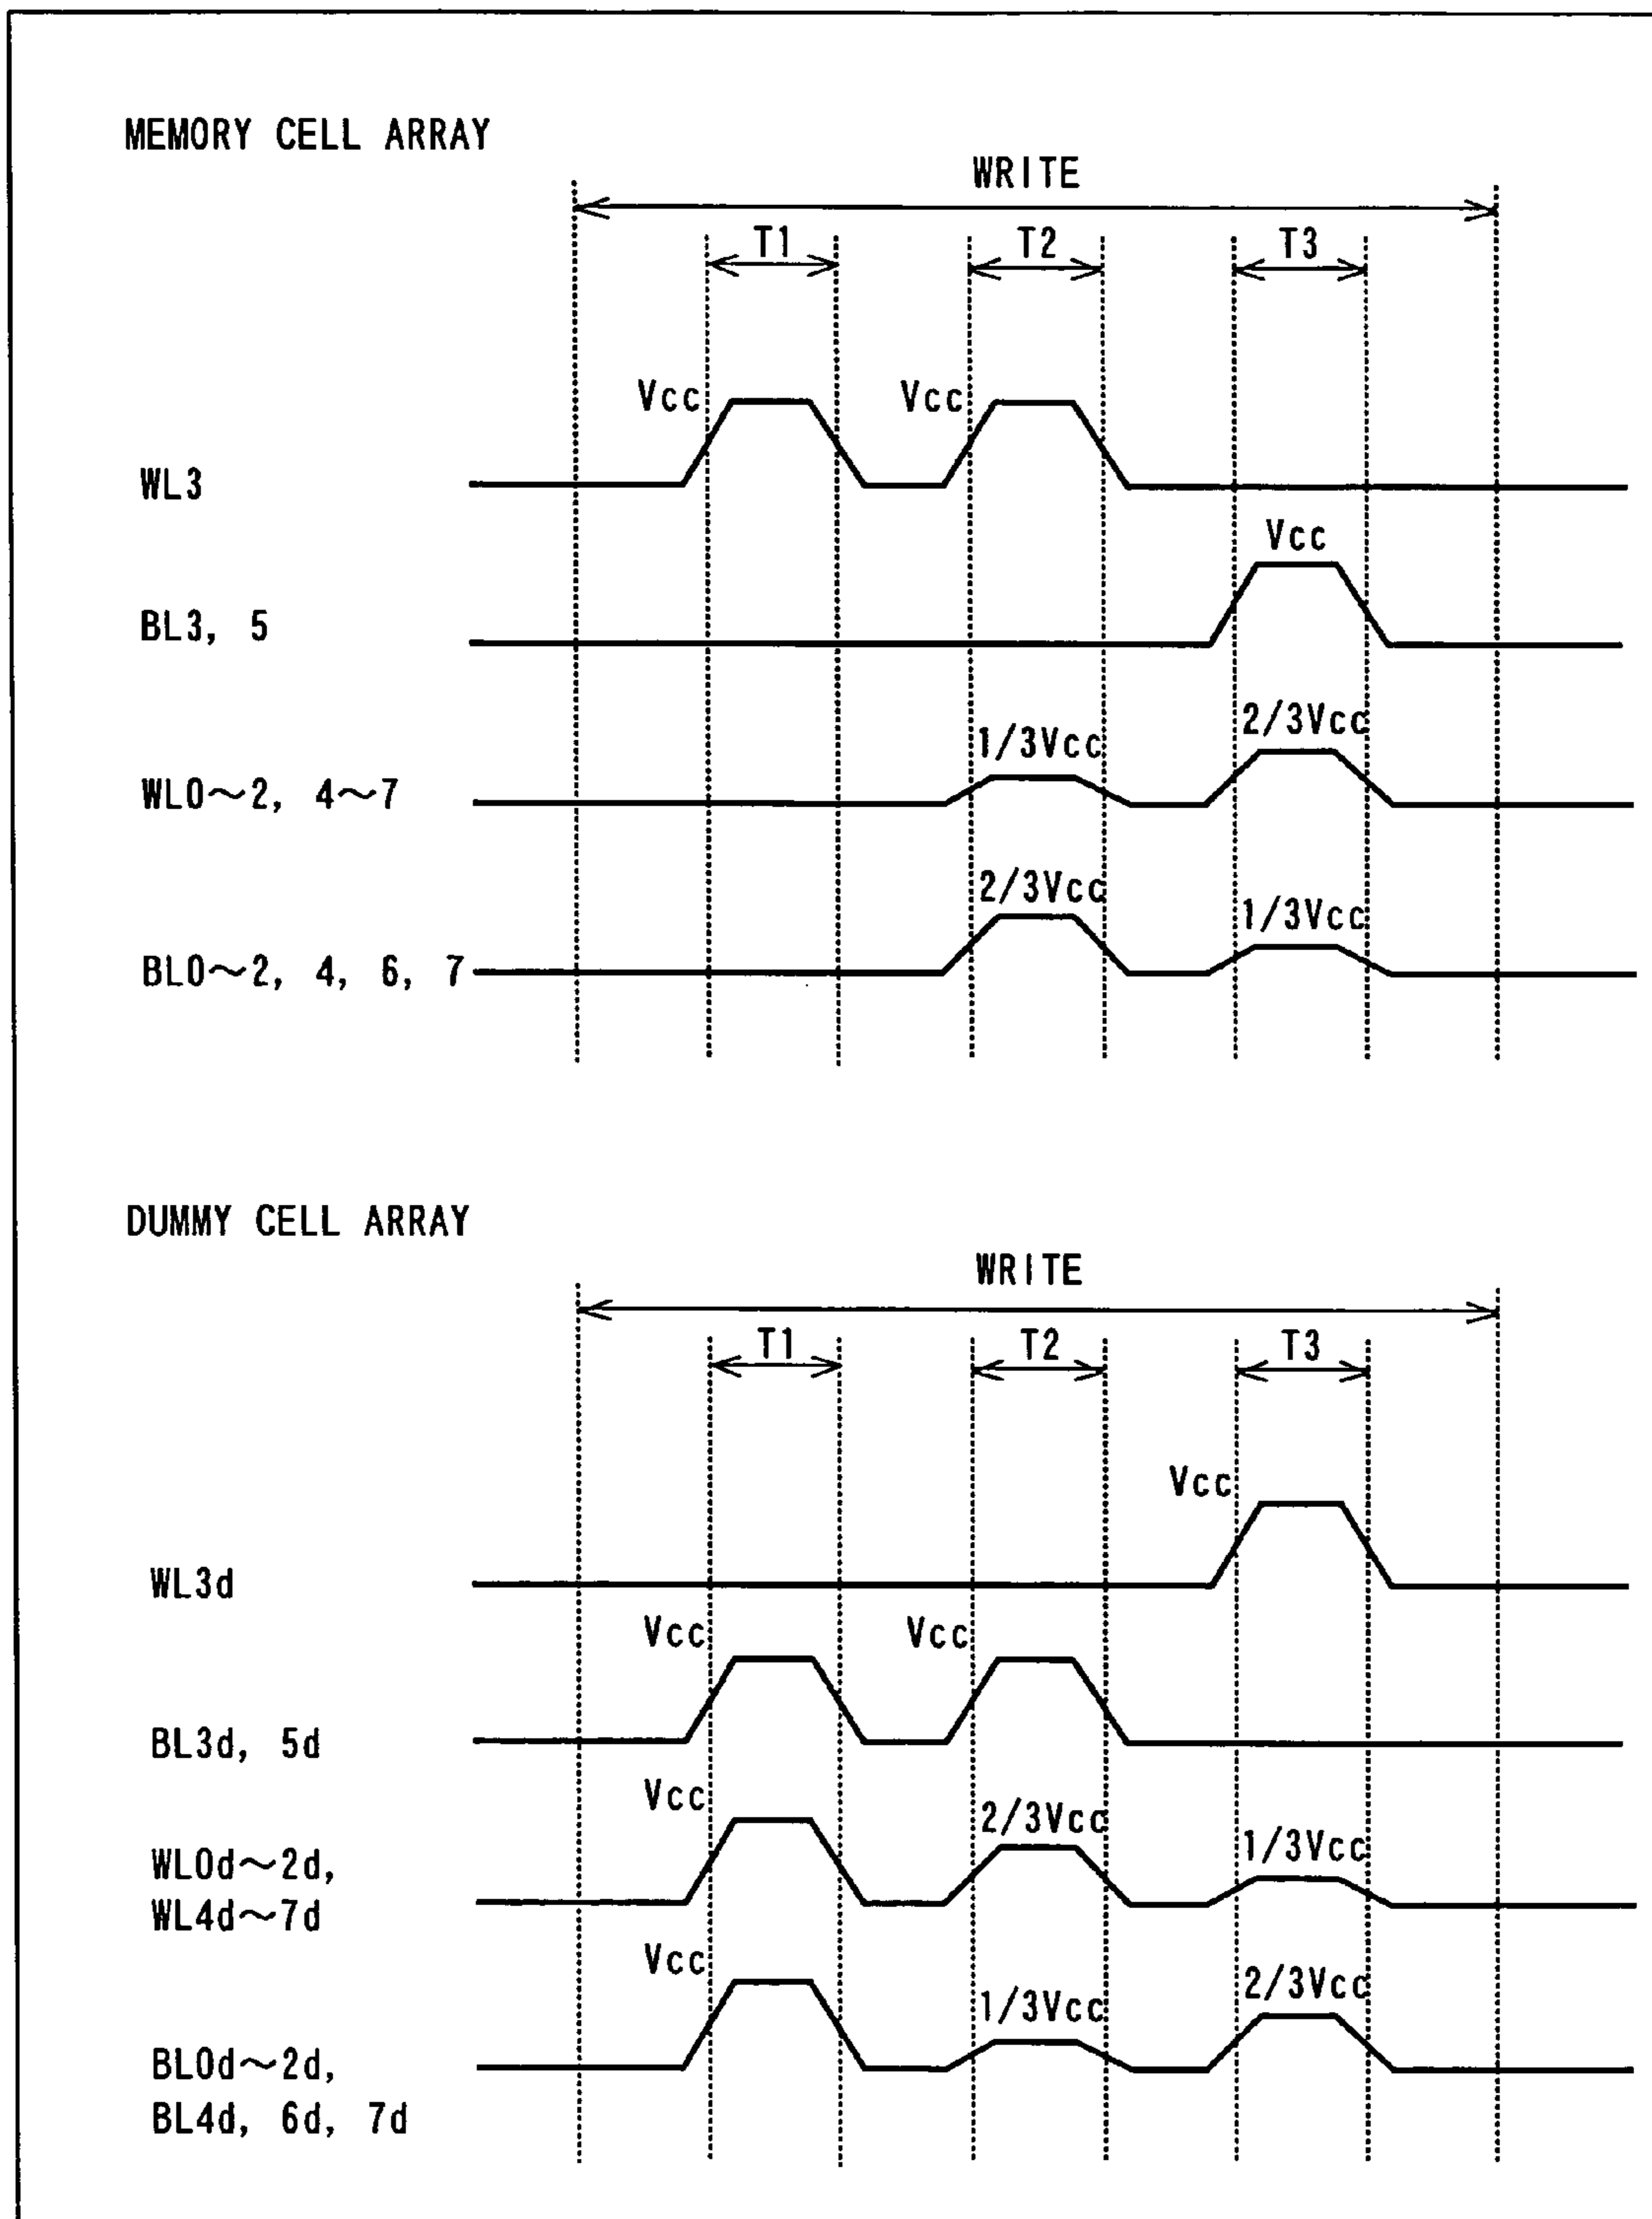 MEMORY CELL ARRAY
WRITE
T1 T2 T3
Vcc Vcc
WL3
Vcc
BL3, 5
1/3Vcc 2/3Vcc
WL0~2, 4~7
2/3Vcc 1/3Vcc
BL0~2, 4, 6, 7
DUMMY CELL ARRAY
WRITE
T1 T2 T3
Vcc
WL3d
Vcc Vcc
BL3d, 5d
Vcc 2/3Vcc 1/3Vcc
WL0d~2d,
WL4d~7d
Vcc 1/3Vcc 2/3Vcc
BL0d~2d,
BL4d, 6d, 7d